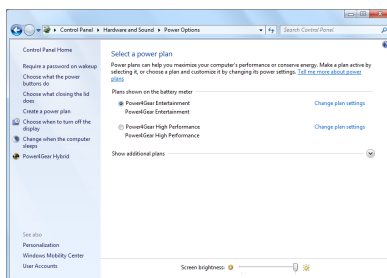 Control Panel ▸ Hardware and Sound ▸ Power Options
Search Control Panel
Control Panel Home
Require a password on wakeup
Choose what the power
buttons do
Choose what closing the lid
does
Create a power plan
Choose when to turn off the
display
Change when the computer
sleeps
Power4Gear Hybrid
See also
Personalization
Windows Mobility Center
User Accounts
Select a power plan
Power plans can help you maximize your computer's performance or conserve energy. Make a plan active by
selecting it, or choose a plan and customize it by changing its power settings. Tell me more about power
plans
Plans shown on the battery meter
Power4Gear Entertainment Change plan settings
Power4Gear Entertainment
Power4Gear High Performance Change plan settings
Power4Gear High Performance
Show additional plans
Screen brightness: